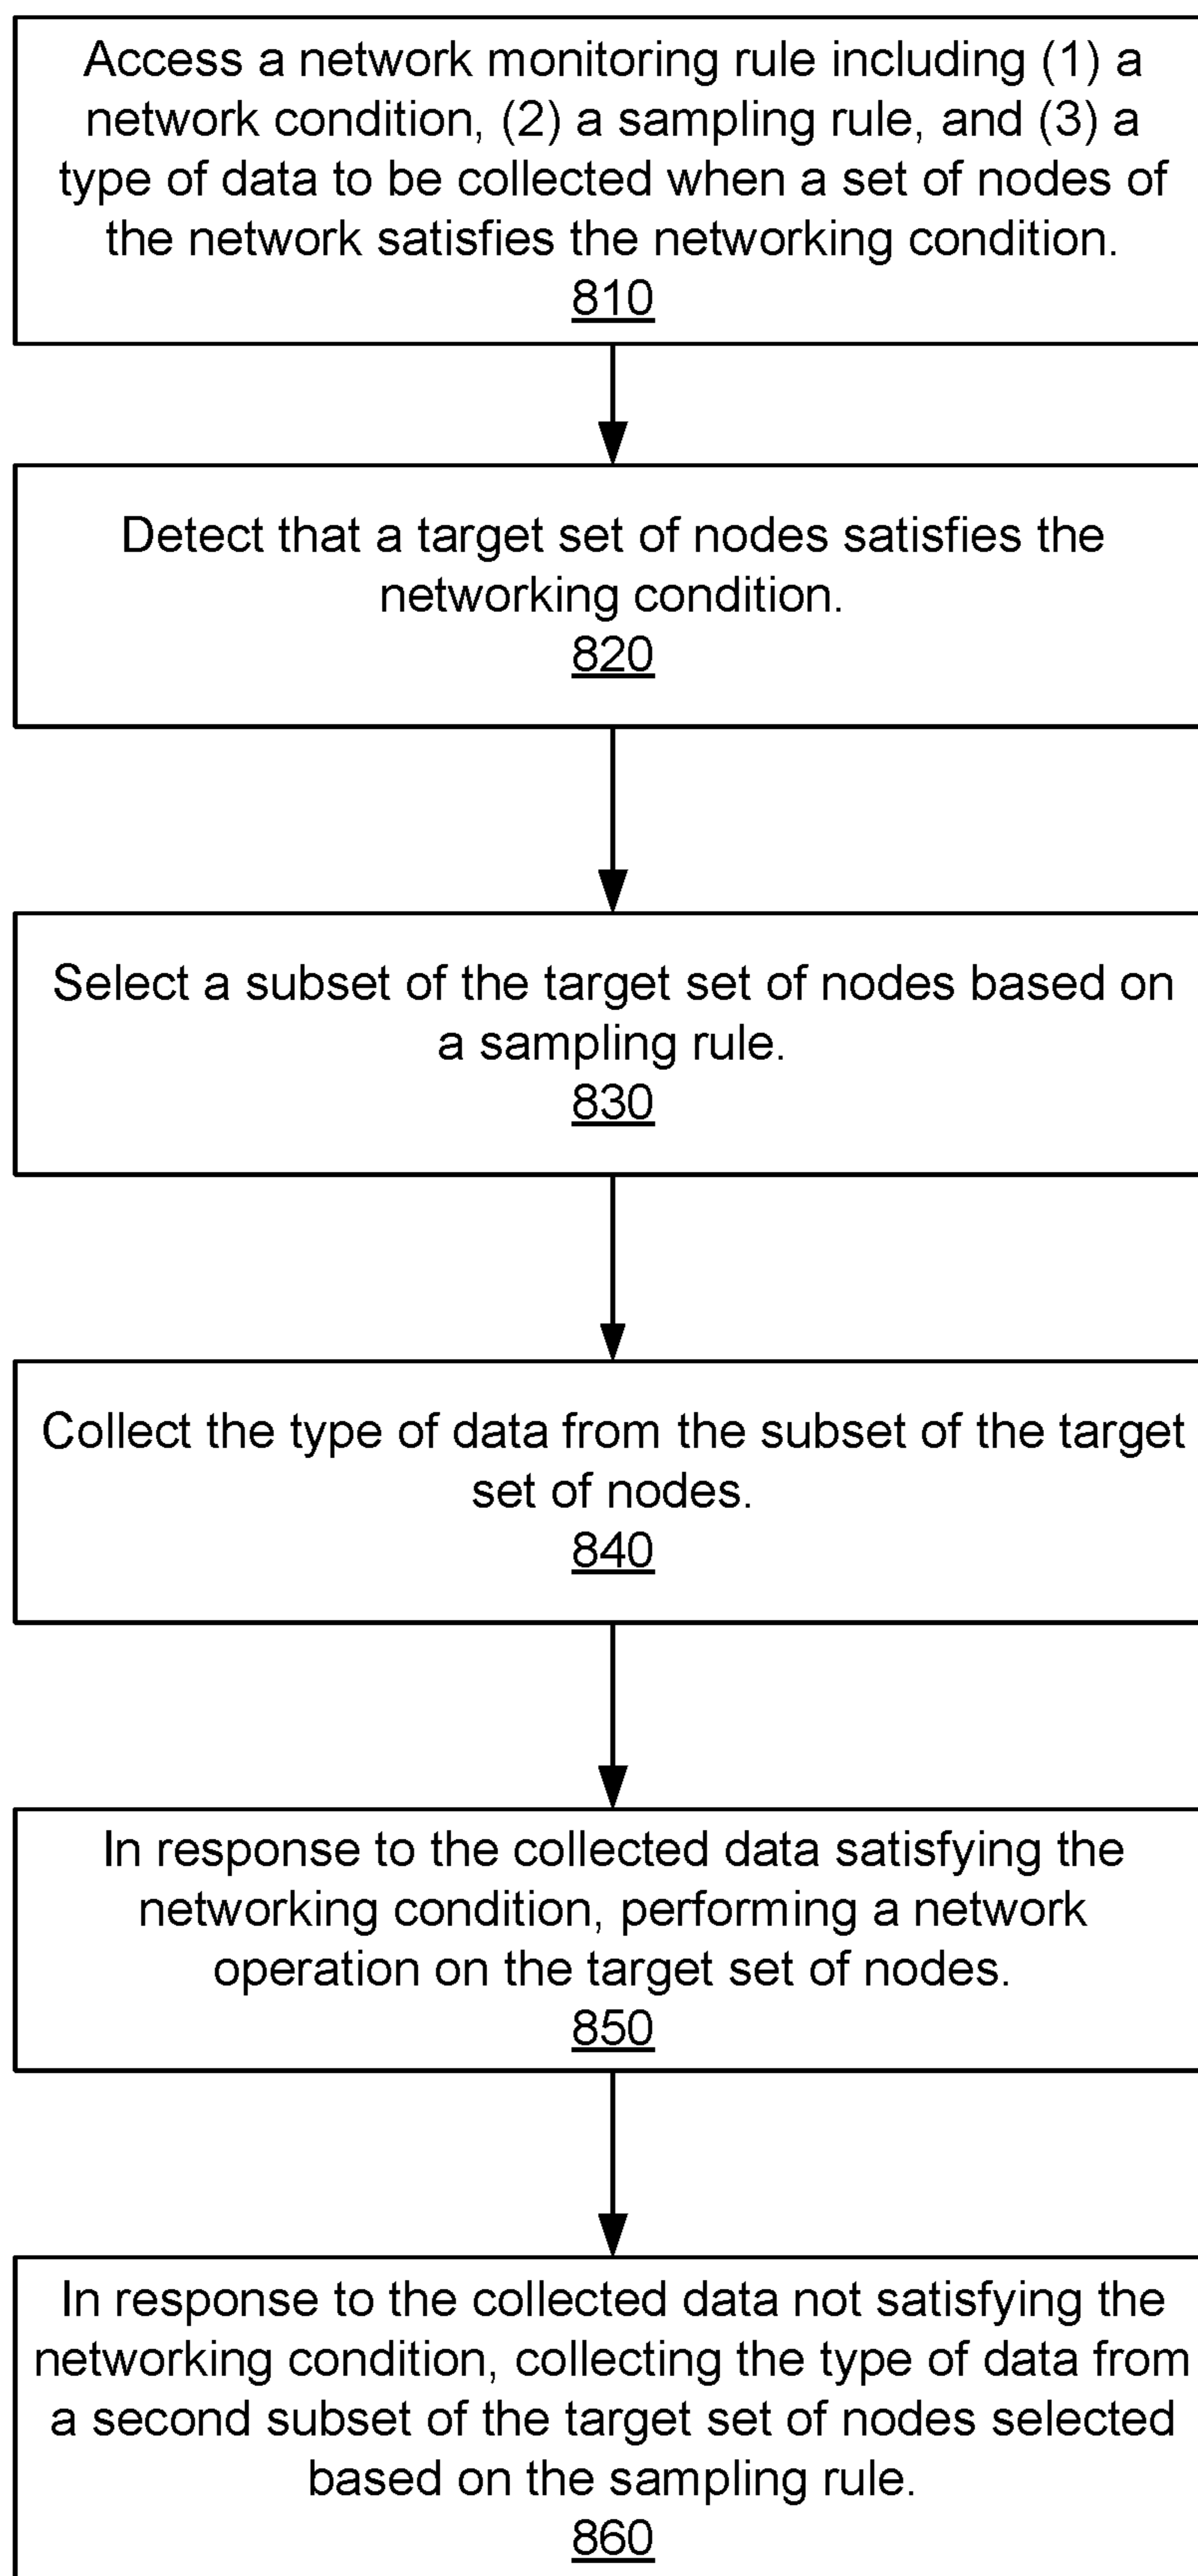 Access a network monitoring rule including (1) a
network condition, (2) a sampling rule, and (3) a
type of data to be collected when a set of nodes of
the network satisfies the networking condition.
810
Detect that a target set of nodes satisfies the
networking condition.
820
Select a subset of the target set of nodes based on
a sampling rule.
830
Collect the type of data from the subset of the target
set of nodes.
840
In response to the collected data satisfying the
networking condition, performing a network
operation on the target set of nodes.
850
In response to the collected data not satisfying the
networking condition, collecting the type of data from
a second subset of the target set of nodes selected
based on the sampling rule.
860